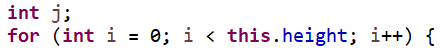 int j;
for (int i = 0; i < this.height; i++) {